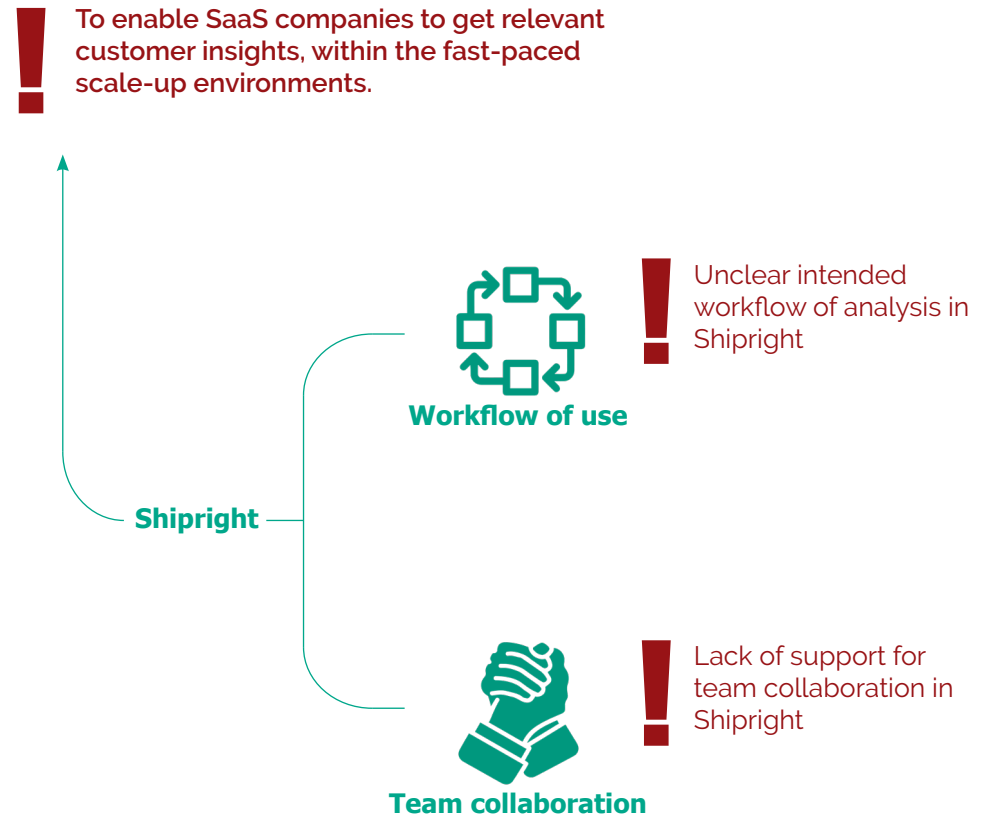 To enable SaaS companies to get relevant
customer insights, within the fast-paced
scale-up environments.
Unclear intended
workflow of analysis in
Shipright
Workflow of use
Shipright
Lack of support for
team collaboration in
Shipright
Team collaboration